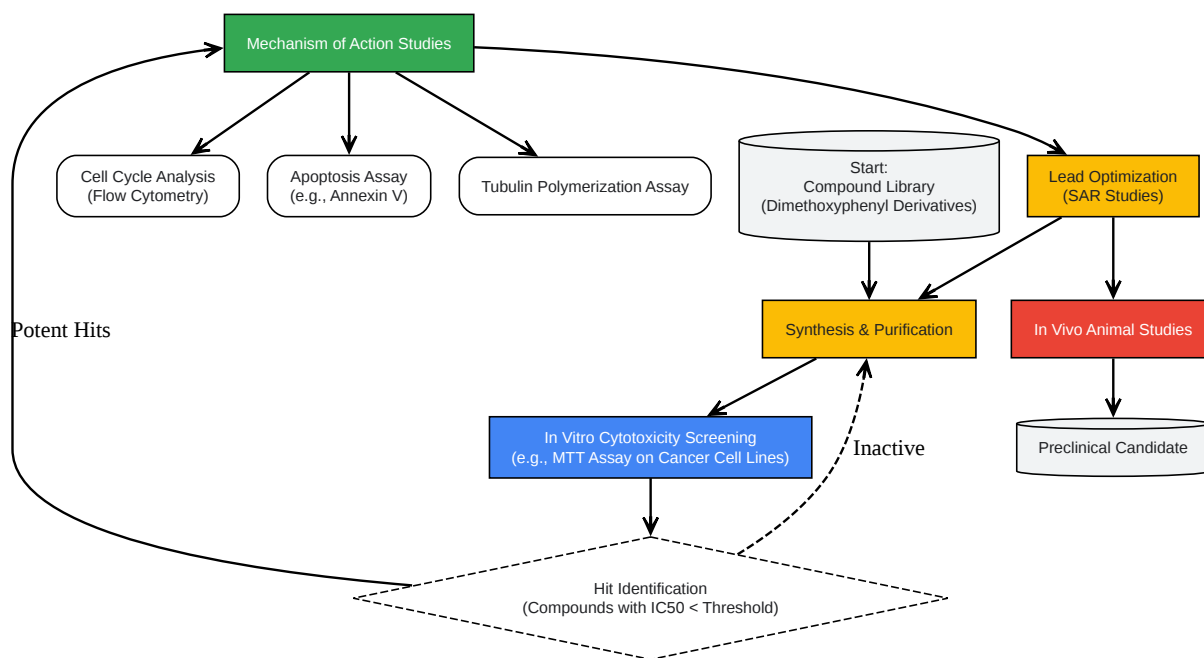 Mechanism of Action Studies
Cell Cycle Analysis
(Flow Cytometry)
Apoptosis Assay
(e.g., Annexin V)
Tubulin Polymerization Assay
Start:
Compound Library
(Dimethoxyphenyl Derivatives)
Lead Optimization
(SAR Studies)
Potent Hits
Synthesis & Purification
In Vivo Animal Studies
In Vitro Cytotoxicity Screening
(e.g., MTT Assay on Cancer Cell Lines)
Inactive
Preclinical Candidate
Hit Identification
(Compounds with IC50 < Threshold)